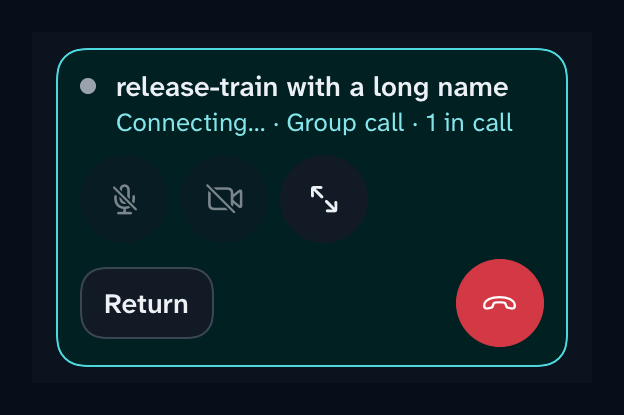 release-train with a long name
Connecting... · Group call · 1 in call
Return